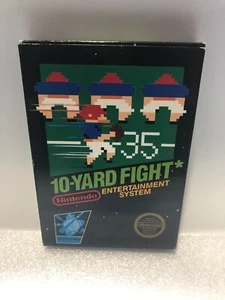 35
10-YARD FIGHT*
Nintendo
ENTERTAINMENT
SYSTEM